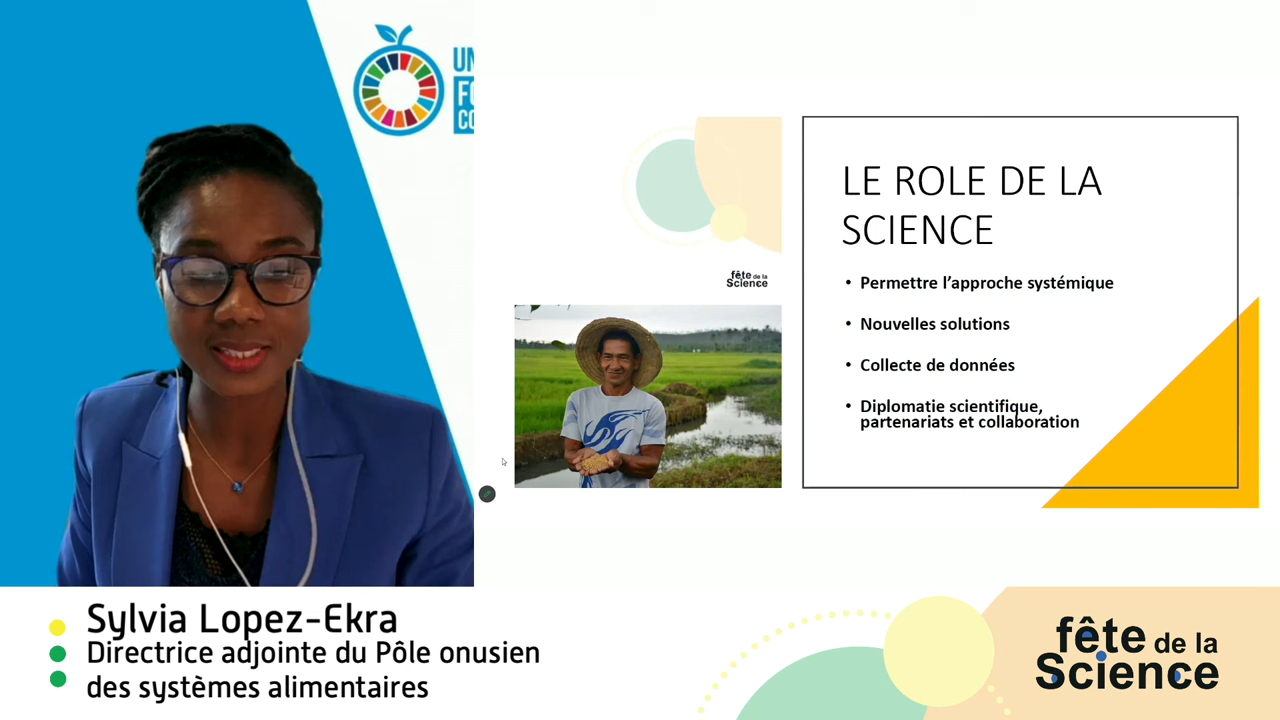 LE ROLE DE LA
SCIENCE
• Permettre l’approche systémique
• Nouvelles solutions
• Collecte de données
• Diplomatie scientifique,
partenariats et collaboration
fête de la
Science
Sylvia Lopez-Ekra
Directrice adjointe du Pôle onusien
des systèmes alimentaires
fête de la
Science